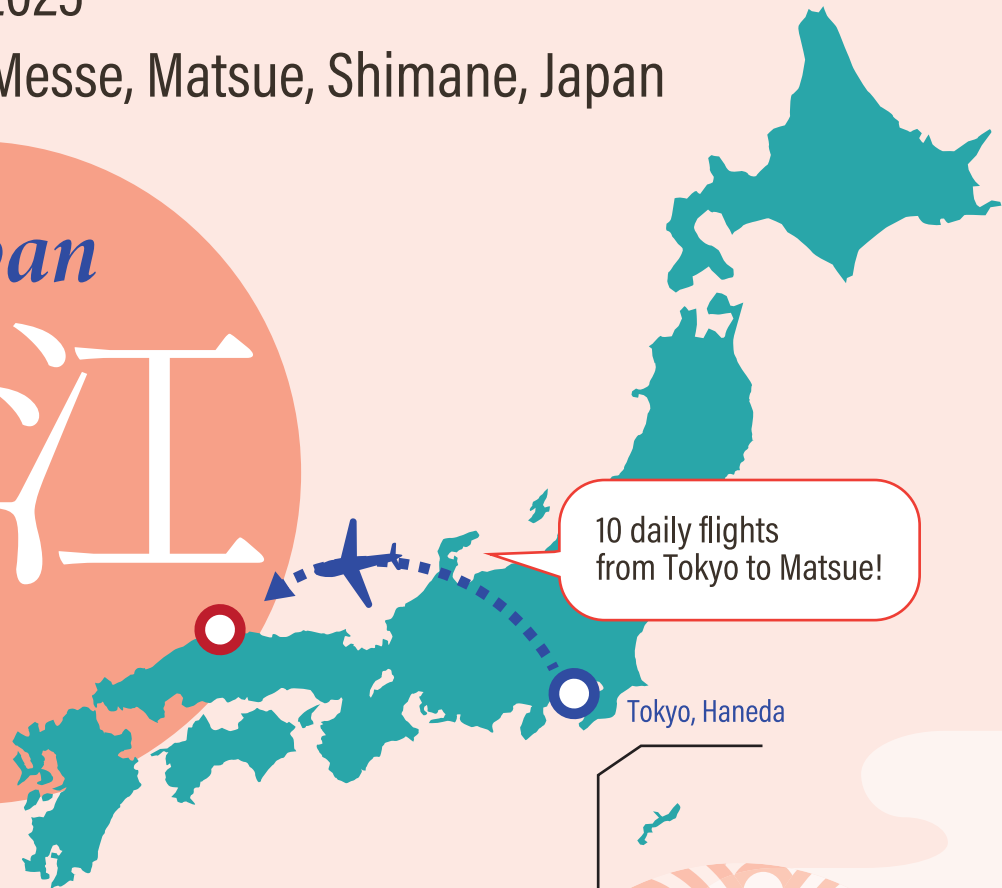 Messe, Matsue, Shimane, Japan
江
10 daily flights
from Tokyo to Matsue!
Tokyo, Haneda